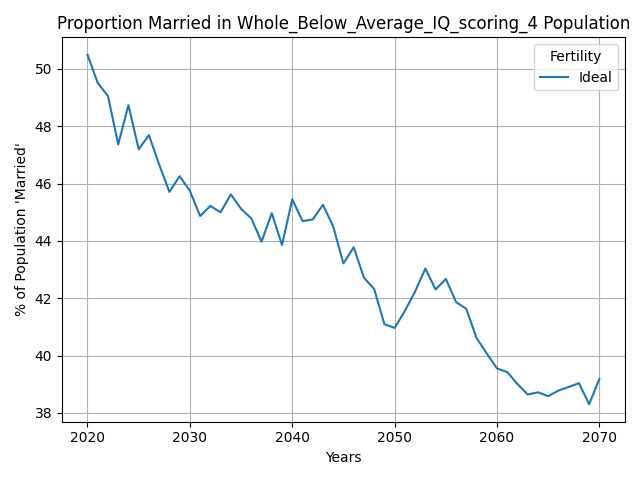 Proportion Married in Whole_Below_Average_IQ_scoring_4 Population
Fertility
Ideal
% of Population 'Married'
50
48
46
44
42
40
38
2020
2030
2040
2050
2060
2070
Years